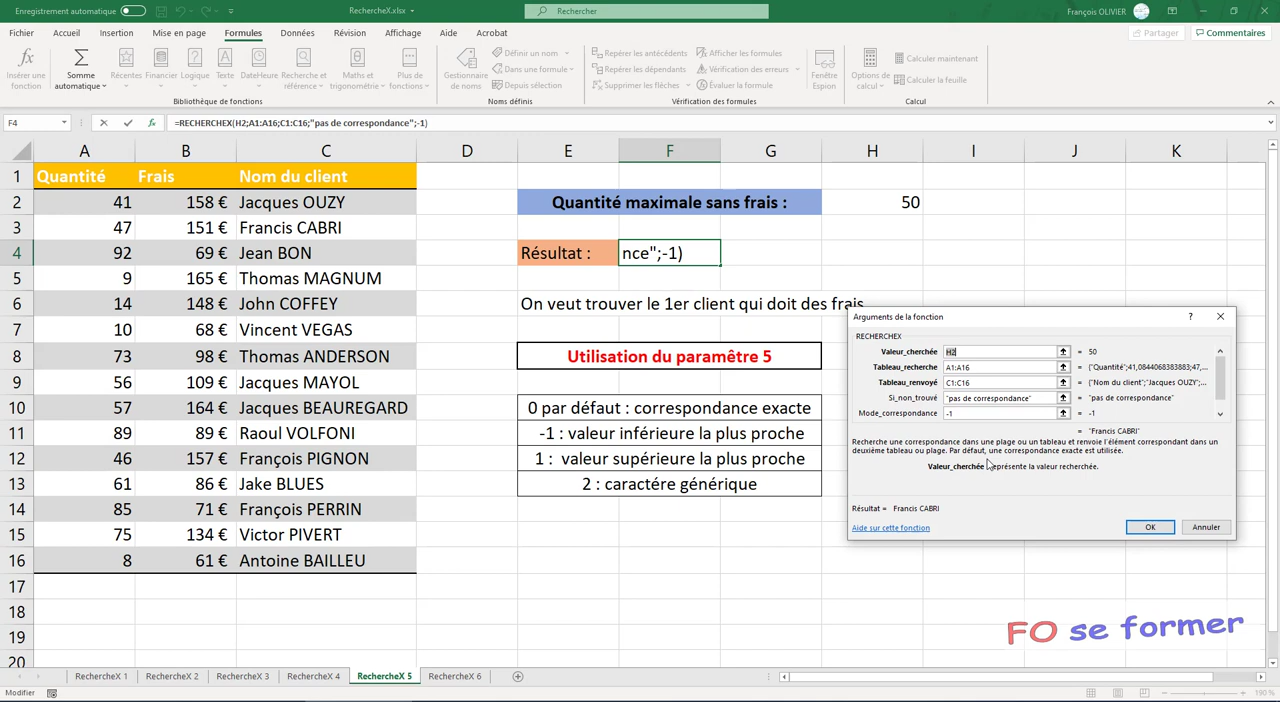 Enregistrement automatique
RechercheX.xlsx
Rechercher
François OLIVIER
Fichier Accueil Insertion Mise en page Formules Données Révision Affichage Aide Acrobat
Partager Commentaires
Insérer une fonction
Somme automatique
Récentes
Financier
Logique
Texte
DateHeure
Recherche et référence
Maths et trigonométrie
Plus de fonctions
Bibliothèque de fonctions
Gestionnaire de noms
Définir un nom
Dans une formule
Depuis sélection
Noms définis
Repérer les antécédents
Repérer les dépendants
Supprimer les flèches
Afficher les formules
Vérification des erreurs
Évaluer la formule
Fenêtre Espion
Vérification des formules
Options de calcul
Calculer maintenant
Calculer la feuille
Calcul
F4
fx
=RECHERCHEX(H2;A1:A16;C1:C16;"pas de correspondance";-1)
A B C D E F G H I J K
1 Quantité Frais Nom du client
2 41 158 € Jacques OUZY Quantité maximale sans frais : 50
3 47 151 € Francis CABRI
4 92 69 € Jean BON Résultat : nce";-1)
5 9 165 € Thomas MAGNUM
6 14 148 € John COFFEY On veut trouver le 1er client qui doit des frais
7 10 68 € Vincent VEGAS
8 73 98 € Thomas ANDERSON Utilisation du paramêtre 5
9 56 109 € Jacques MAYOL
10 57 164 € Jacques BEAUREGARD 0 par défaut : correspondance exacte
11 89 89 € Raoul VOLFONI -1 : valeur inférieure la plus proche
12 46 157 € François PIGNON 1 : valeur supérieure la plus proche
13 61 86 € Jake BLUES 2 : caractére générique
14 85 71 € François PERRIN
15 75 134 € Victor PIVERT
16 8 61 € Antoine BAILLEU
17
18
19
20
Arguments de la fonction ?
RECHERCHEX
Valeur_cherchée H2 = 50
Tableau_recherche A1:A16 = {"Quantité";41,0844068383883;47,...
Tableau_renvoyé C1:C16 = {"Nom du client";"Jacques OUZY";...
Si_non_trouvé "pas de correspondance" = "pas de correspondance"
Mode_correspondance -1 = -1
= "Francis CABRI"
Recherche une correspondance dans une plage ou un tableau et renvoie l'élément correspondant dans un
deuxième tableau ou plage. Par défaut, une correspondance exacte est utilisée.
Valeur_cherchée représente la valeur recherchée.
Résultat = Francis CABRI
Aide sur cette fonction
OK Annuler
FO se former
RechercheX 1 RechercheX 2 RechercheX 3 RechercheX 4 RechercheX 5 RechercheX 6
Modifier
190 %